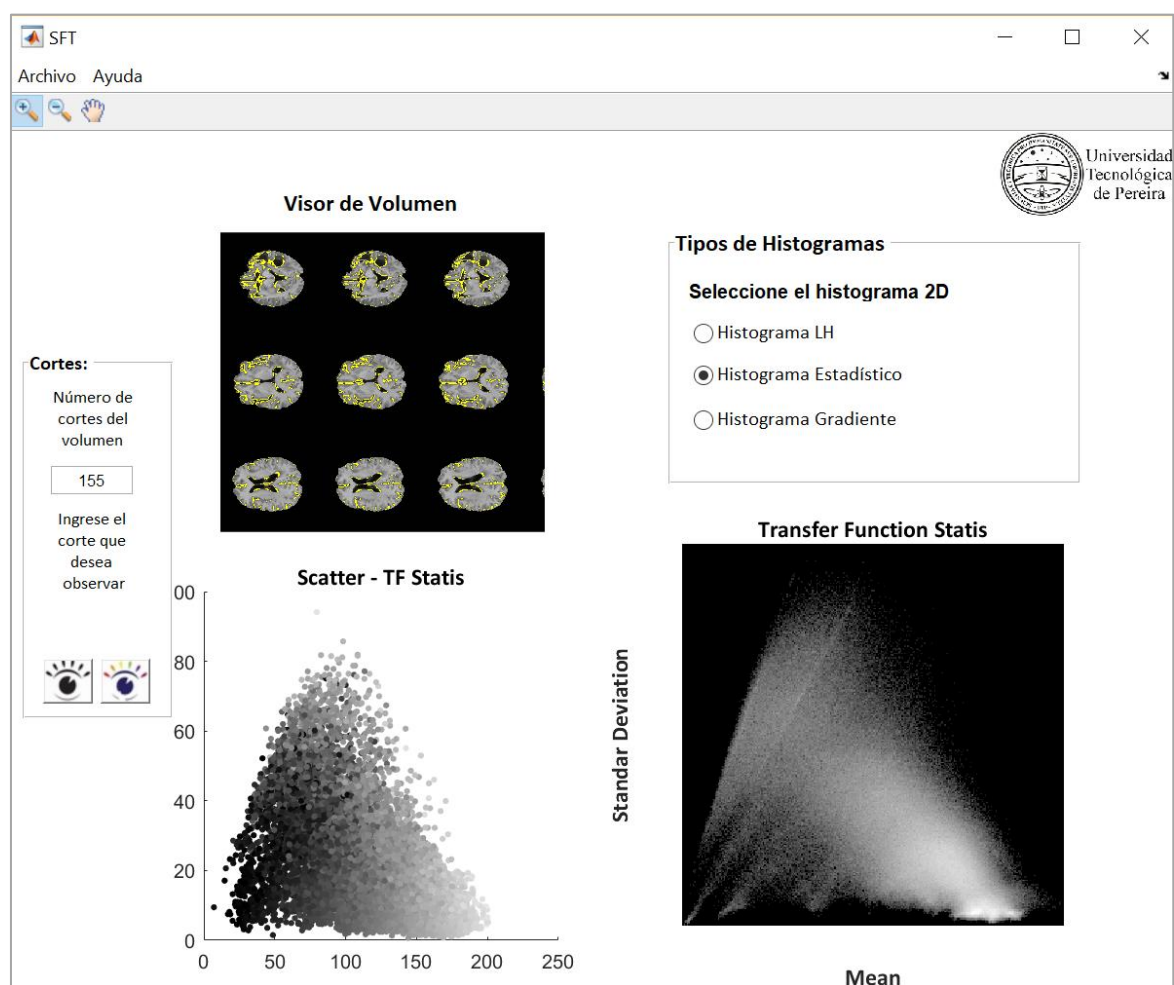 SFT
Archivo Ayuda
Universidad
Tecnológica
de Pereira
Visor de Volumen
Tipos de Histogramas
Seleccione el histograma 2D
Histograma LH
Histograma Estadístico
Histograma Gradiente
Cortes:
Número de
cortes del
volumen
155
Ingrese el
corte que
desea
observar
Scatter - TF Statis
00
80
60
40
20
0
0 50 100 150 200 250
Transfer Function Statis
Standar Deviation
Mean